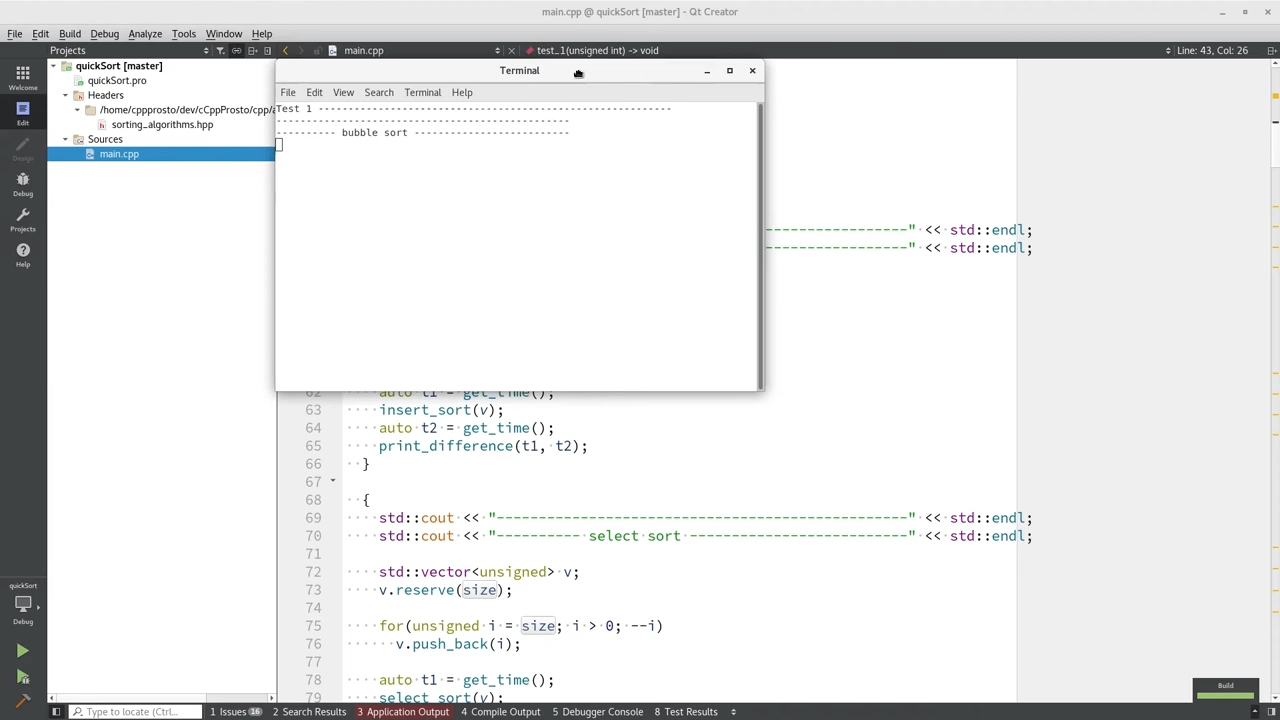 main.cpp @ quickSort [master] - Qt Creator
File Edit Build Debug Analyze Tools Window Help
Projects main.cpp test_1(unsigned int) -> void Line: 43, Col: 26
Welcome
Edit
Design
Debug
Projects
Help
quickSort
Debug
quickSort [master]
quickSort.pro
Headers
/home/cppprosto/dev/cCppProsto/cpp/a
sorting_algorithms.hpp
Sources
main.cpp
Terminal
File Edit View Search Terminal Help
Test 1 -----------------------------------------------------------
-------------------------------------------------
---------- bubble sort --------------------------
-----------------" << std::endl;
-----------------" << std::endl;
62 auto t1 = get_time();
63 insert_sort(v);
64 auto t2 = get_time();
65 print_difference(t1, t2);
66 }
67
68 {
69 std::cout << "-------------------------------------------------" << std::endl;
70 std::cout << "---------- select sort --------------------------" << std::endl;
71
72 std::vector<unsigned> v;
73 v.reserve(size);
74
75 for(unsigned i = size; i > 0; --i)
76 v.push_back(i);
77
78 auto t1 = get_time();
79 select_sort(v);
Build
Type to locate (Ctrl+... 1 Issues 16 2 Search Results 3 Application Output 4 Compile Output 5 Debugger Console 8 Test Results